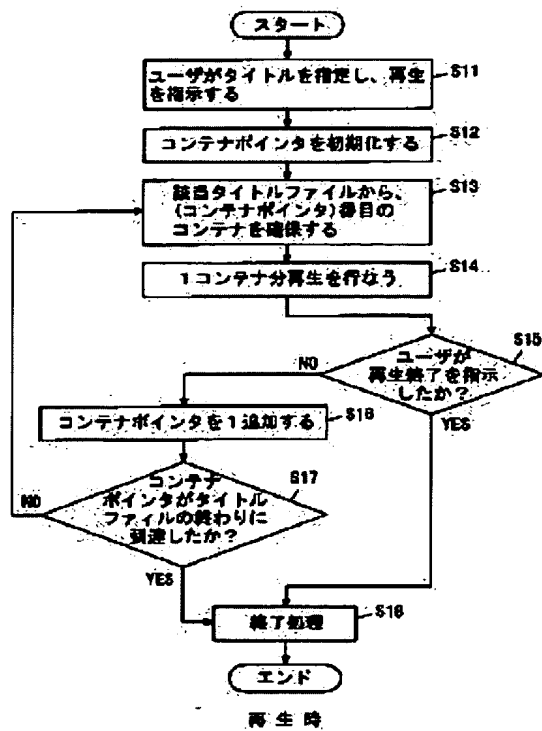 スタート
ユーザがタイトルを指定し、再生
を指示する
S11
コンテナポインタを初期化する
S12
該当タイトルファイルから、
(コンテナポインタ)番目の
コンテナを確保する
S13
1コンテナ分再生を行なう
S14
ユーザが
再生終了を指示
したか?
S15
NO
YES
コンテナポインタを1追加する
S16
コンテナ
ポインタがタイトル
ファイルの終わりに
到達したか?
S17
NO
YES
終了処理
S18
エンド
再生時